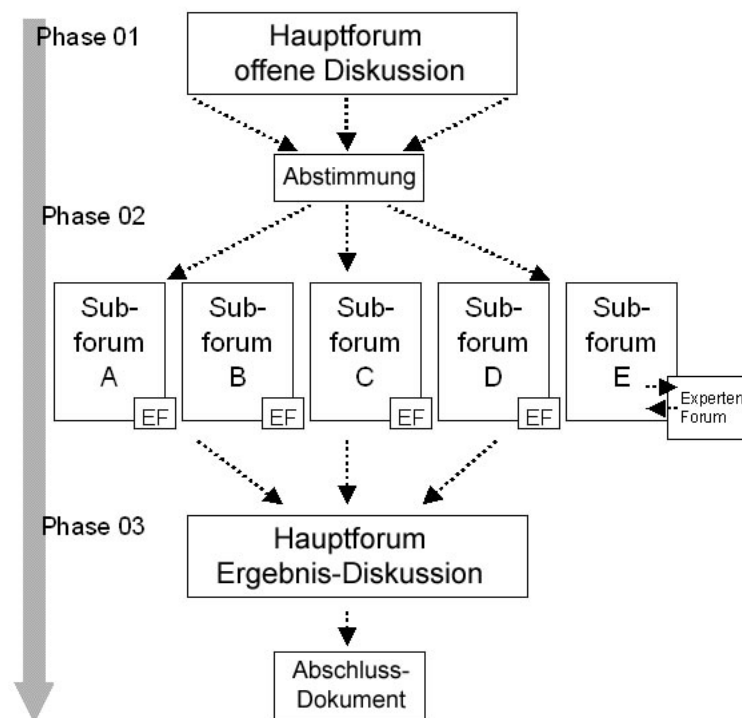 Phase 01
Hauptforum
offene Diskussion
Abstimmung
Phase 02
Sub-
forum
A
EF
Sub-
forum
B
EF
Sub-
forum
C
EF
Sub-
forum
D
EF
Sub-
forum
E
Experten
Forum
Phase 03
Hauptforum
Ergebnis-Diskussion
Abschluss-
Dokument